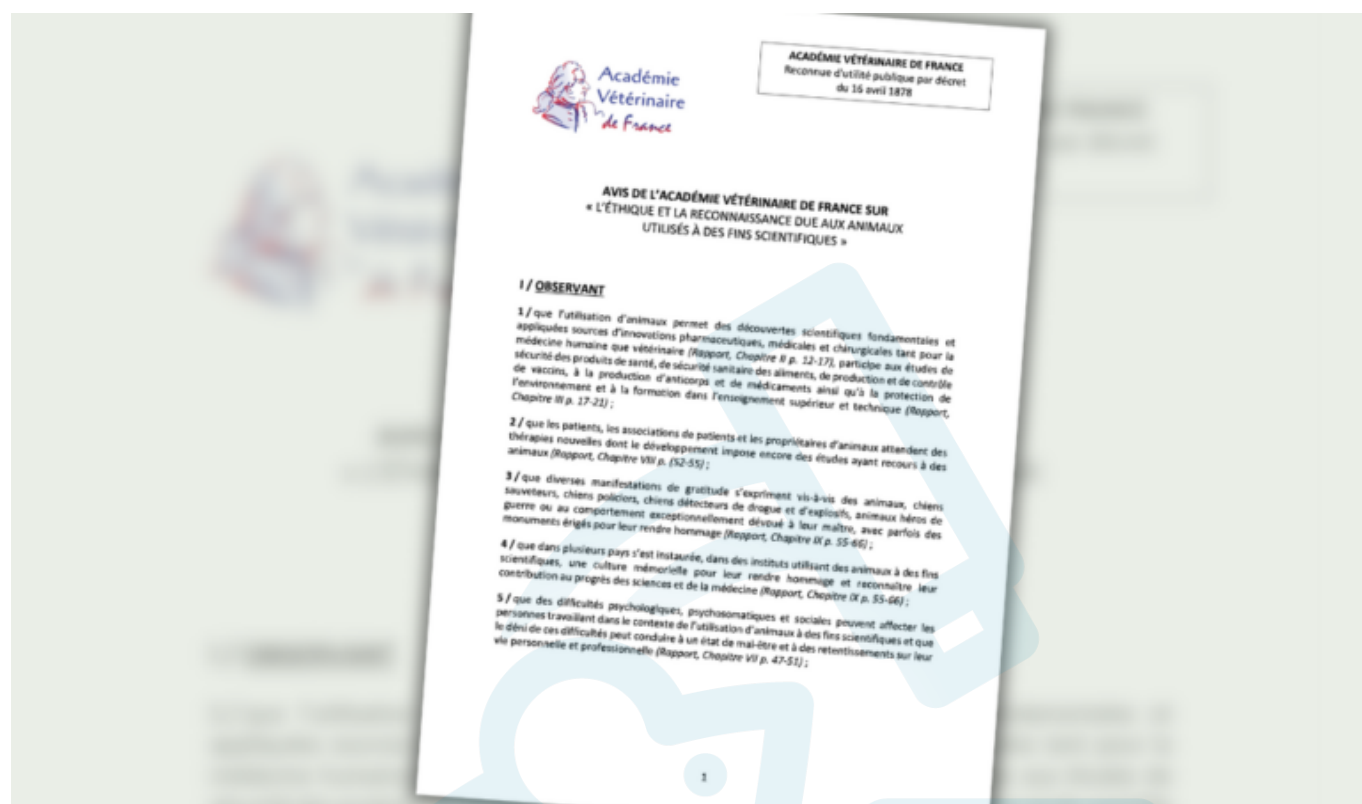 Académie
Vétérinaire
de France
ACADÉMIE VÉTÉRINAIRE DE FRANCE
Reconnue d'utilité publique par décret
du 16 avril 1878
AVIS DE L'ACADÉMIE VÉTÉRINAIRE DE FRANCE SUR
« L'ÉTHIQUE ET LA RECONNAISSANCE DUE AUX ANIMAUX
UTILISÉS À DES FINS SCIENTIFIQUES »
I / OBSERVANT
1 / que l'utilisation d'animaux permet des découvertes scientifiques fondamentales et
appliquées sources d'innovations pharmaceutiques, médicales et chirurgicales tant pour la
médecine humaine que vétérinaire (Rapport, Chapitre II p. 12-17), participe aux études de
sécurité des produits de santé, de sécurité sanitaire des aliments, de production et de contrôle
de vaccins, à la production d'anticorps et de médicaments ainsi qu'à la protection de
l'environnement et à la formation dans l'enseignement supérieur et technique (Rapport,
Chapitre III p. 17-21) ;
2 / que les patients, les associations de patients et les propriétaires d'animaux attendent des
thérapies nouvelles dont le développement impose encore des études ayant recours à des
animaux (Rapport, Chapitre VIII p. (52-55) ;
3 / que diverses manifestations de gratitude s'expriment vis-à-vis des animaux, chiens
sauveteurs, chiens policiers, chiens détecteurs de drogue et d'explosifs, animaux héros de
guerre ou au comportement exceptionnellement dévoué à leur maître, avec parfois des
monuments érigés pour leur rendre hommage (Rapport, Chapitre IX p. 55-66) ;
4 / que dans plusieurs pays s'est instaurée, dans des instituts utilisant des animaux à des fins
scientifiques, une culture mémorielle pour leur rendre hommage et reconnaître leur
contribution au progrès des sciences et de la médecine (Rapport, Chapitre IX p. 55-66) ;
5 / que des difficultés psychologiques, psychosomatiques et sociales peuvent affecter les
personnes travaillant dans le contexte de l'utilisation d'animaux à des fins scientifiques et que
le déni de ces difficultés peut conduire à un état de mal-être et à des retentissements sur leur
vie personnelle et professionnelle (Rapport, Chapitre VII p. 47-51) ;
1